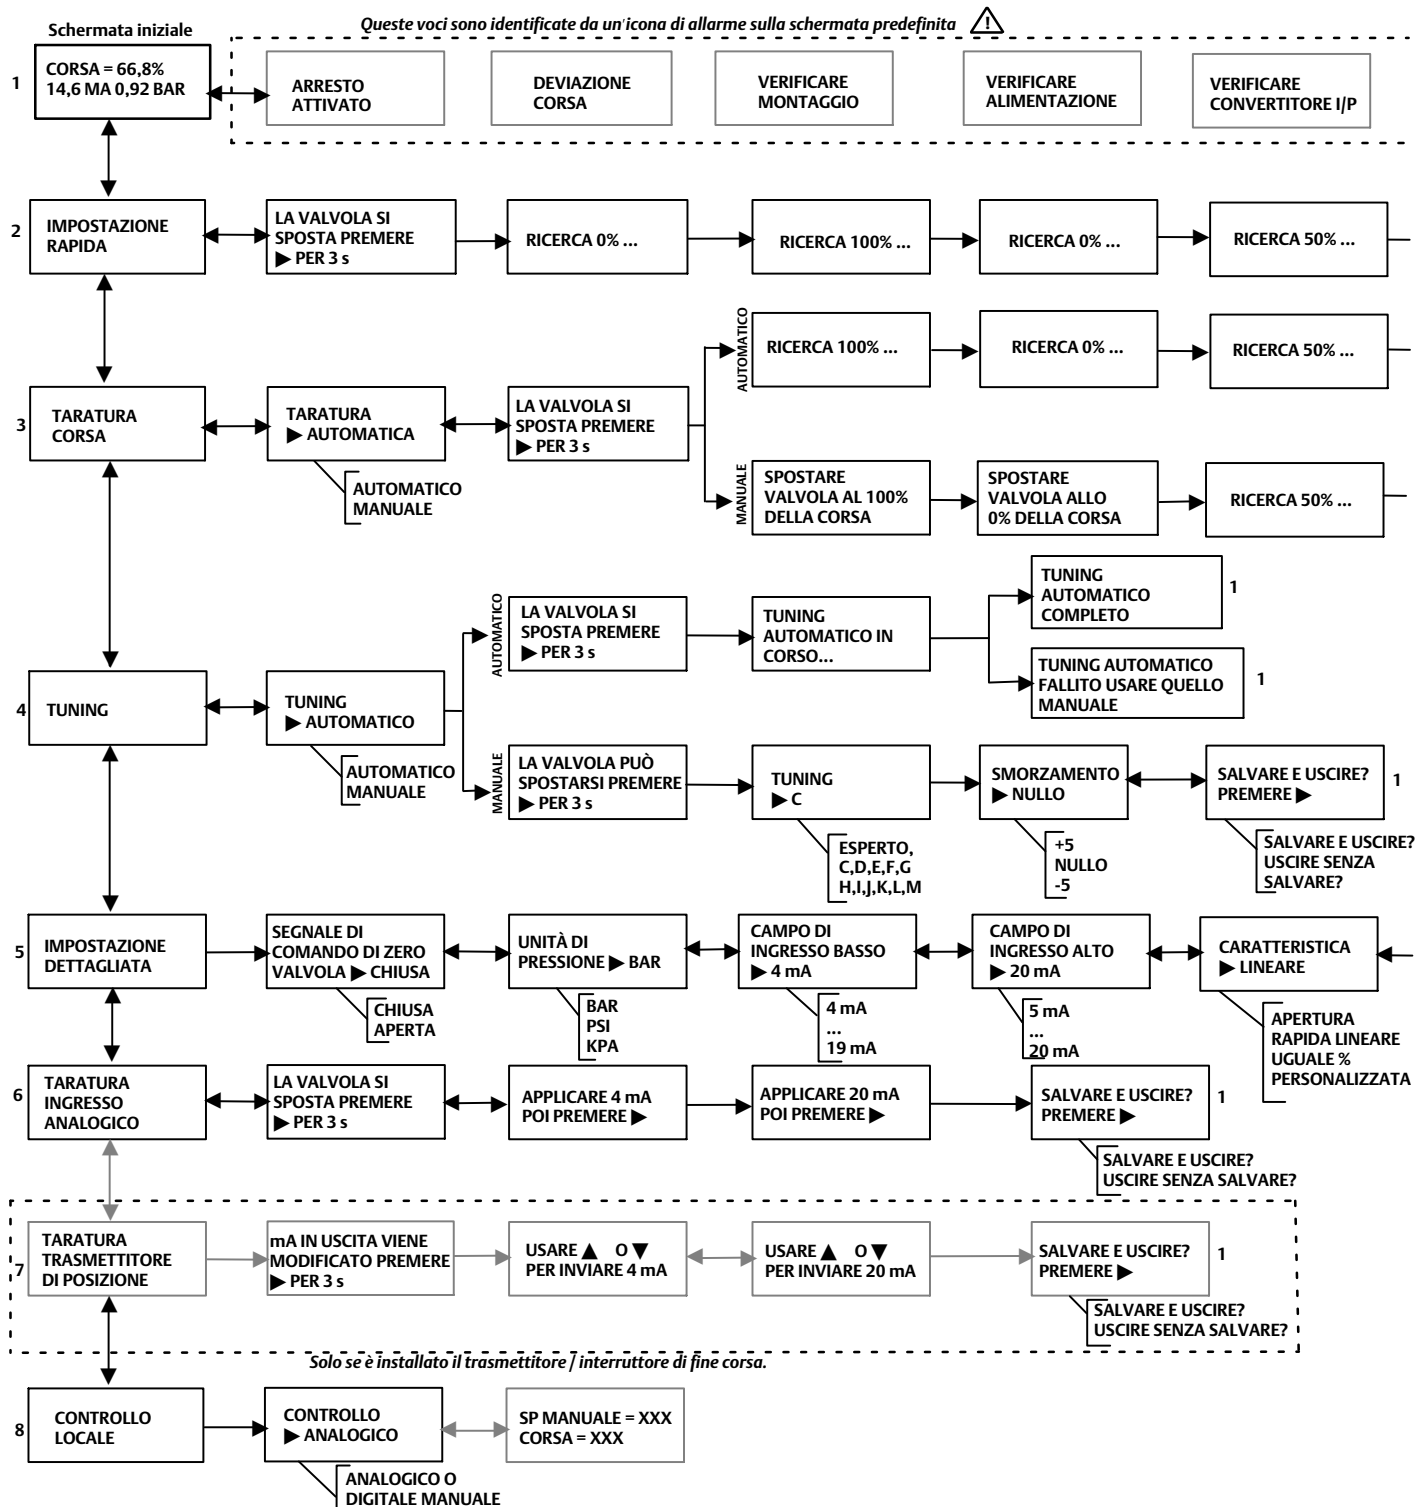 Queste voci sono identificate da un'icona di allarme sulla schermata predefinita
Schermata iniziale
1
CORSA = 66,8%
14,6 MA 0,92 BAR
ARRESTO
ATTIVATO
DEVIAZIONE
CORSA
VERIFICARE
MONTAGGIO
VERIFICARE
ALIMENTAZIONE
VERIFICARE
CONVERTITORE I/P
2
IMPOSTAZIONE
RAPIDA
LA VALVOLA SI
SPOSTA PREMERE
▶ PER 3 s
RICERCA 0% ...
RICERCA 100% ...
RICERCA 0% ...
RICERCA 50% ...
3
TARATURA
CORSA
TARATURA
▶ AUTOMATICA
AUTOMATICO
MANUALE
LA VALVOLA SI
SPOSTA PREMERE
▶ PER 3 s
AUTOMATICO
RICERCA 100% ...
RICERCA 0% ...
RICERCA 50% ...
MANUALE
SPOSTARE
VALVOLA AL 100%
DELLA CORSA
SPOSTARE
VALVOLA ALLO
0% DELLA CORSA
RICERCA 50% ...
4
TUNING
TUNING
▶ AUTOMATICO
AUTOMATICO
MANUALE
AUTOMATICO
LA VALVOLA SI
SPOSTA PREMERE
▶ PER 3 s
TUNING
AUTOMATICO IN
CORSO...
TUNING
AUTOMATICO
COMPLETO
1
TUNING AUTOMATICO
FALLITO USARE QUELLO
MANUALE
1
MANUALE
LA VALVOLA PUÒ
SPOSTARSI PREMERE
▶ PER 3 s
TUNING
▶ C
ESPERTO,
C,D,E,F,G
H,I,J,K,L,M
SMORZAMENTO
▶ NULLO
+5
NULLO
-5
SALVARE E USCIRE?
PREMERE ▶
1
SALVARE E USCIRE?
USCIRE SENZA
SALVARE?
5
IMPOSTAZIONE
DETTAGLIATA
SEGNALE DI
COMANDO DI ZERO
VALVOLA ▶ CHIUSA
CHIUSA
APERTA
UNITÀ DI
PRESSIONE ▶ BAR
BAR
PSI
KPA
CAMPO DI
INGRESSO BASSO
▶ 4 mA
4 mA
...
19 mA
CAMPO DI
INGRESSO ALTO
▶ 20 mA
5 mA
...
20 mA
CARATTERISTICA
▶ LINEARE
APERTURA
RAPIDA LINEARE
UGUALE %
PERSONALIZZATA
6
TARATURA
INGRESSO
ANALOGICO
LA VALVOLA SI
SPOSTA PREMERE
▶ PER 3 s
APPLICARE 4 mA
POI PREMERE ▶
APPLICARE 20 mA
POI PREMERE ▶
SALVARE E USCIRE?
PREMERE ▶
1
SALVARE E USCIRE?
USCIRE SENZA SALVARE?
7
TARATURA
TRASMETTITORE
DI POSIZIONE
mA IN USCITA VIENE
MODIFICATO PREMERE
▶ PER 3 s
USARE ▲ O ▼
PER INVIARE 4 mA
USARE ▲ O ▼
PER INVIARE 20 mA
SALVARE E USCIRE?
PREMERE ▶
1
SALVARE E USCIRE?
USCIRE SENZA SALVARE?
Solo se è installato il trasmettitore / interruttore di fine corsa.
8
CONTROLLO
LOCALE
CONTROLLO
▶ ANALOGICO
ANALOGICO O
DIGITALE MANUALE
SP MANUALE = XXX
CORSA = XXX